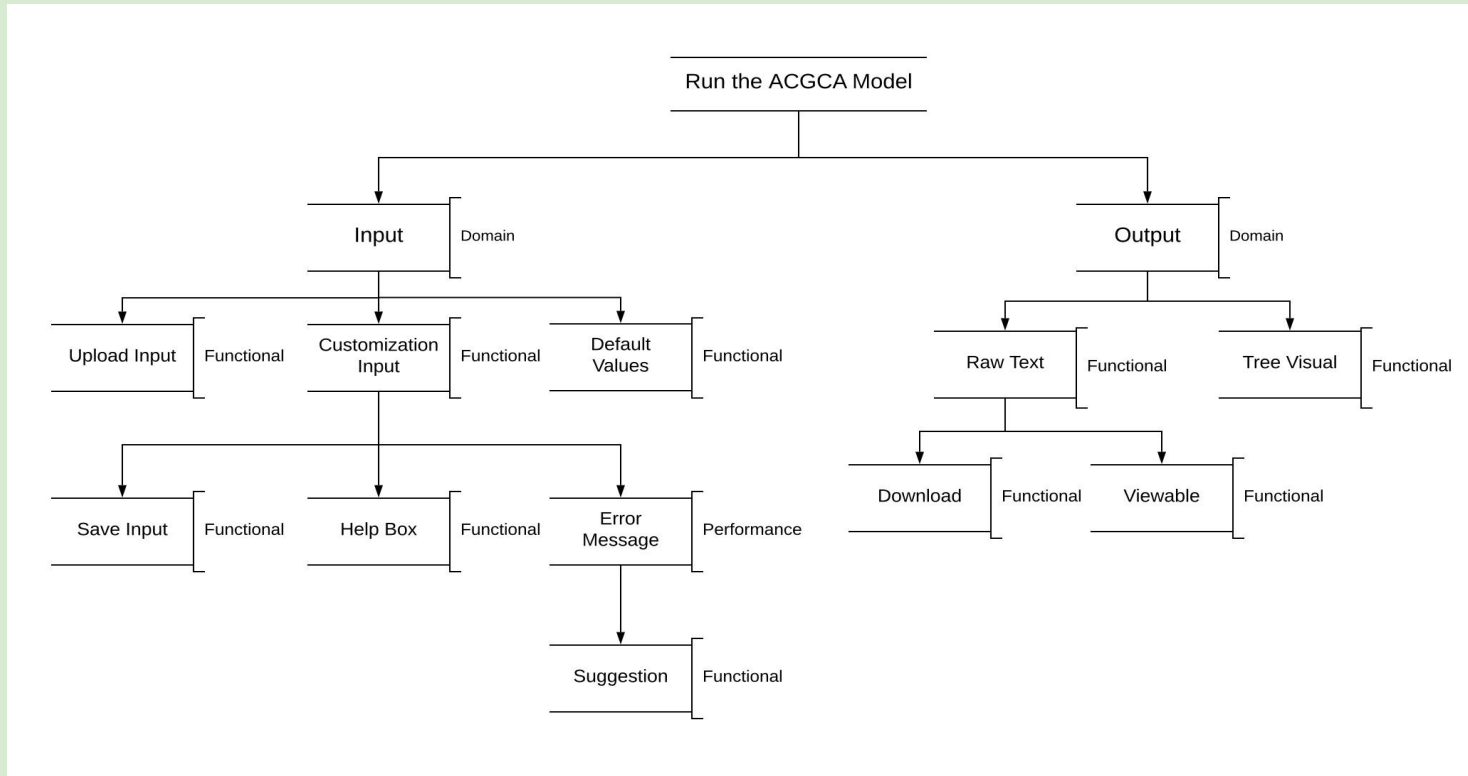 Run the ACGCA Model
Input
Domain
Output
Domain
Upload Input
Functional
Customization
Input
Functional
Default
Values
Functional
Raw Text
Functional
Tree Visual
Functional
Save Input
Functional
Help Box
Functional
Error
Message
Performance
Download
Functional
Viewable
Functional
Suggestion
Functional